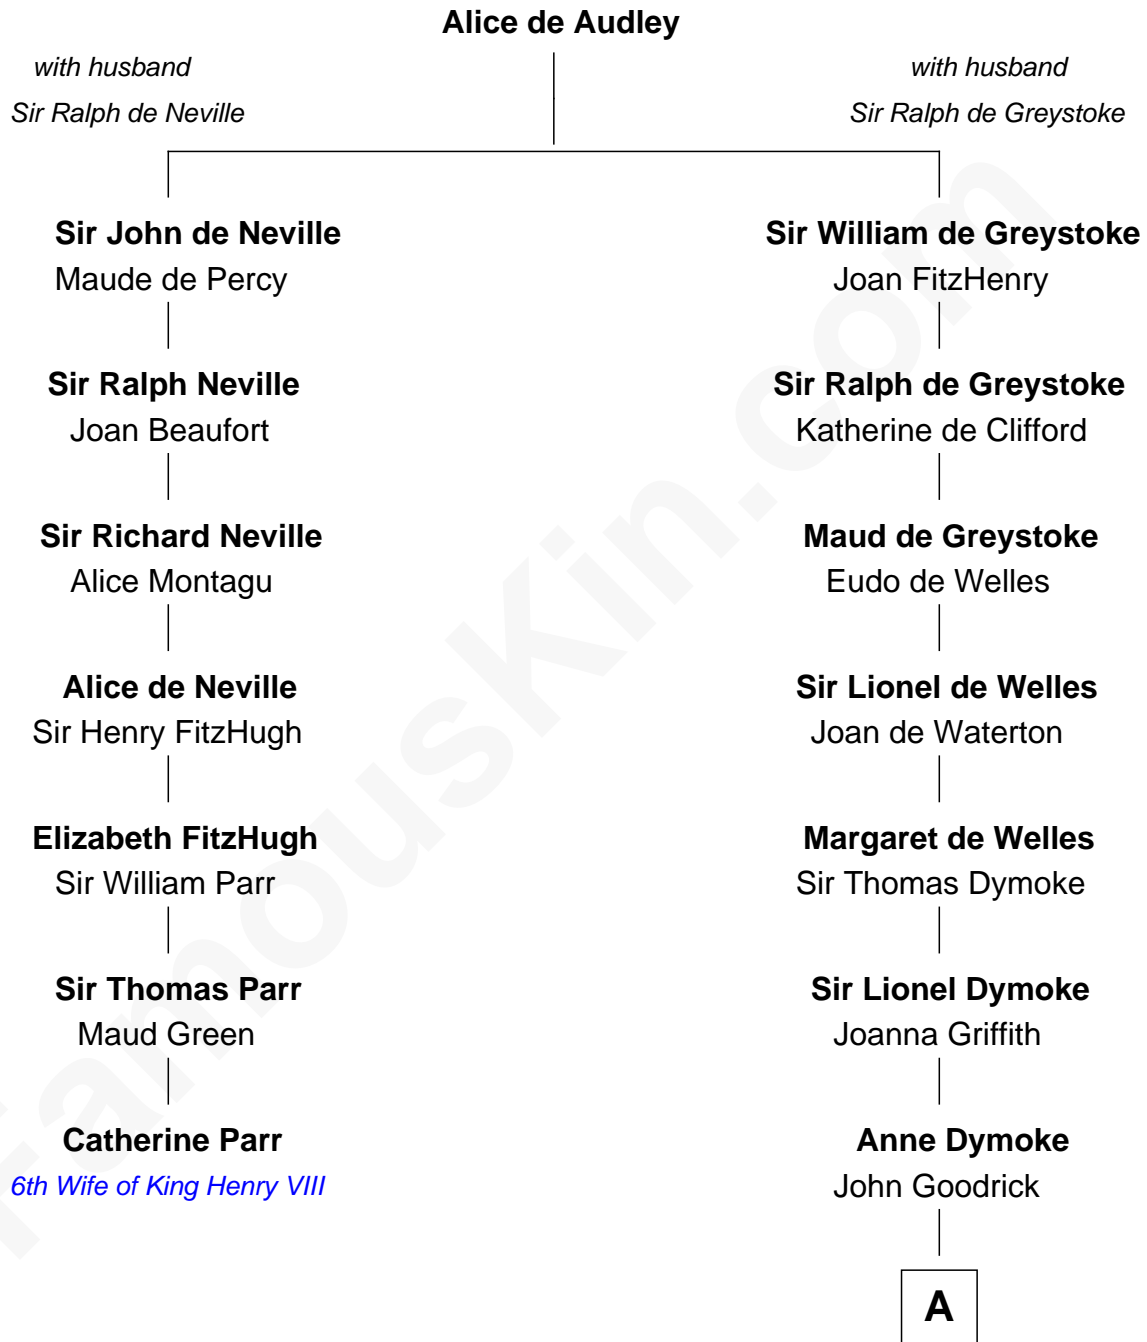 Alice de Audley
with husband
Sir Ralph de Neville
with husband
Sir Ralph de Greystoke
Sir John de Neville
Maude de Percy
Sir William de Greystoke
Joan FitzHenry
Sir Ralph Neville
Joan Beaufort
Sir Ralph de Greystoke
Katherine de Clifford
Sir Richard Neville
Alice Montagu
Maud de Greystoke
Eudo de Welles
Alice de Neville
Sir Henry FitzHugh
Sir Lionel de Welles
Joan de Waterton
Elizabeth FitzHugh
Sir William Parr
Margaret de Welles
Sir Thomas Dymoke
Sir Thomas Parr
Maud Green
Sir Lionel Dymoke
Joanna Griffith
Catherine Parr
6th Wife of King Henry VIII
Anne Dymoke
John Goodrick
A
FamousKin.com